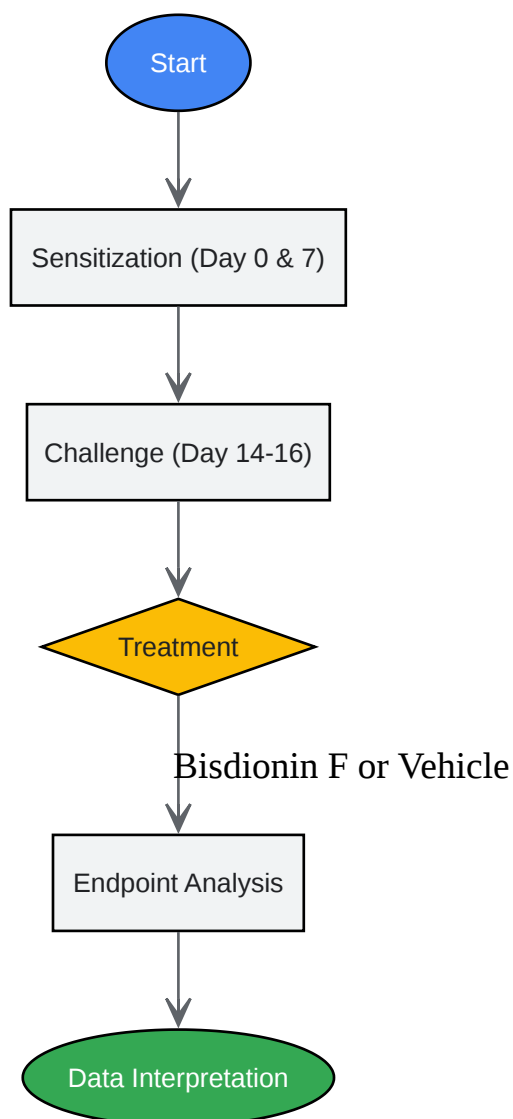 Start
Sensitization (Day 0 & 7)
Challenge (Day 14-16)
Treatment
Bisdionin F or Vehicle
Endpoint Analysis
Data Interpretation